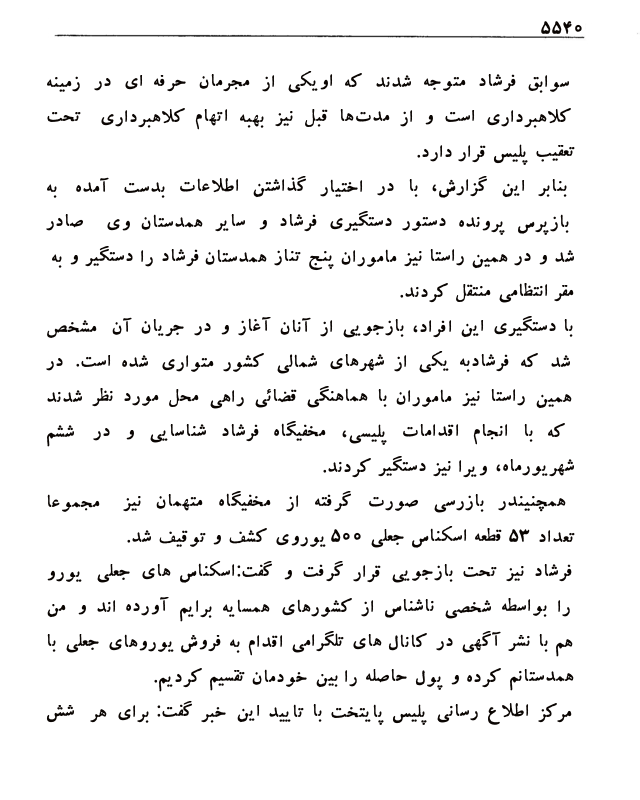 ۵۵۴۰
سوابق فرشاد متوجه شدند که اویکی از مجرمان حرفه ای در زمینه
کلاهبرداری است و از مدت‌ها قبل نیز بهبه اتهام کلاهبرداری تحت
تعقیب پلیس قرار دارد.
بنابر این گزارش، با در اختیار گذاشتن اطلاعات بدست آمده به
بازپرس پرونده دستور دستگیری فرشاد و سایر همدستان وی صادر
شد و در همین راستا نیز ماموران پنج تناز همدستان فرشاد را دستگیر و به
مقر انتظامی منتقل کردند.
با دستگیری این افراد، بازجویی از آنان آغاز و در جریان آن مشخص
شد که فرشادبه یکی از شهرهای شمالی کشور متواری شده است. در
همین راستا نیز ماموران با هماهنگی قضائی راهی محل مورد نظر شدند
که با انجام اقدامات پلیسی، مخفیگاه فرشاد شناسایی و در ششم
شهریورماه، ویرا نیز دستگیر کردند.
همچنیندر بازرسی صورت گرفته از مخفیگاه متهمان نیز مجموعا
تعداد ۵۳ قطعه اسکناس جعلی ۵۰۰ یوروی کشف و توقیف شد.
فرشاد نیز تحت بازجویی قرار گرفت و گفت:اسکناس های جعلی یورو
را بواسطه شخصی ناشناس از کشورهای همسایه برایم آورده اند و من
هم با نشر آگهی در کانال های تلگرامی اقدام به فروش یوروهای جعلی با
همدستانم کرده و پول حاصله را بین خودمان تقسیم کردیم.
مرکز اطلاع رسانی پلیس پایتخت با تایید این خبر گفت: برای هر شش